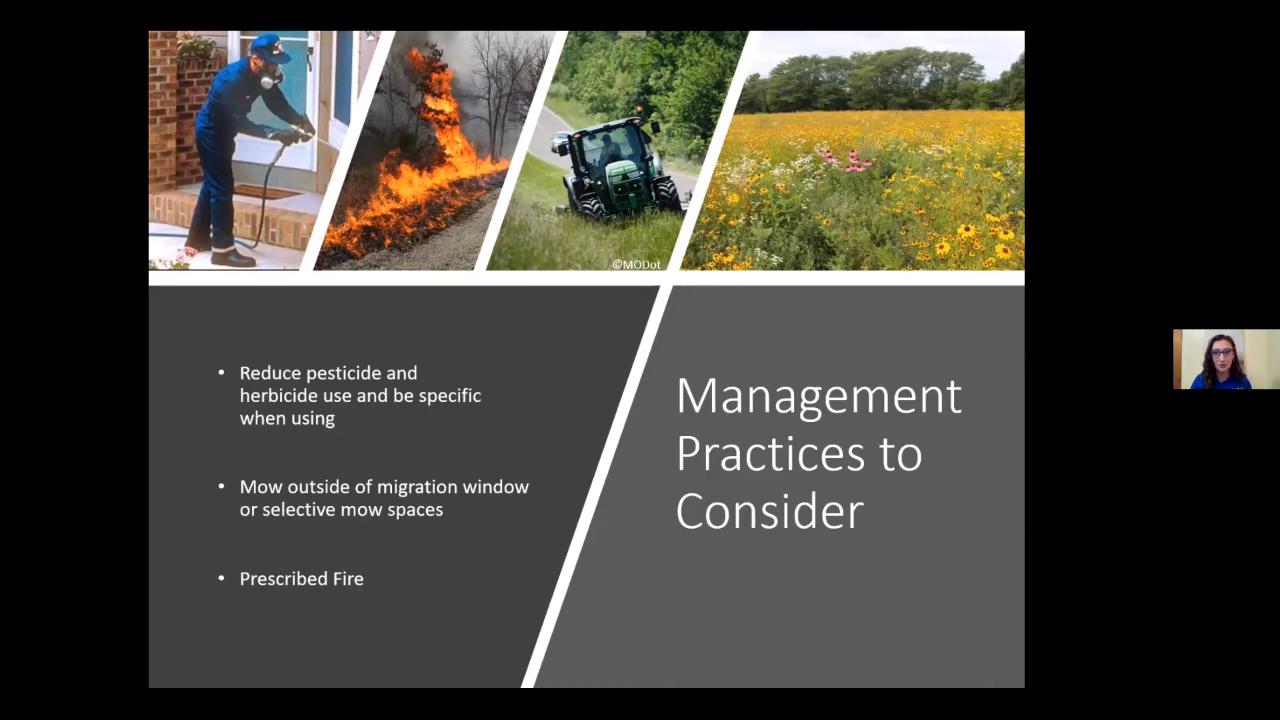 ©MODot
• Reduce pesticide and
herbicide use and be specific
when using
• Mow outside of migration window
or selective mow spaces
• Prescribed Fire
Management
Practices to
Consider